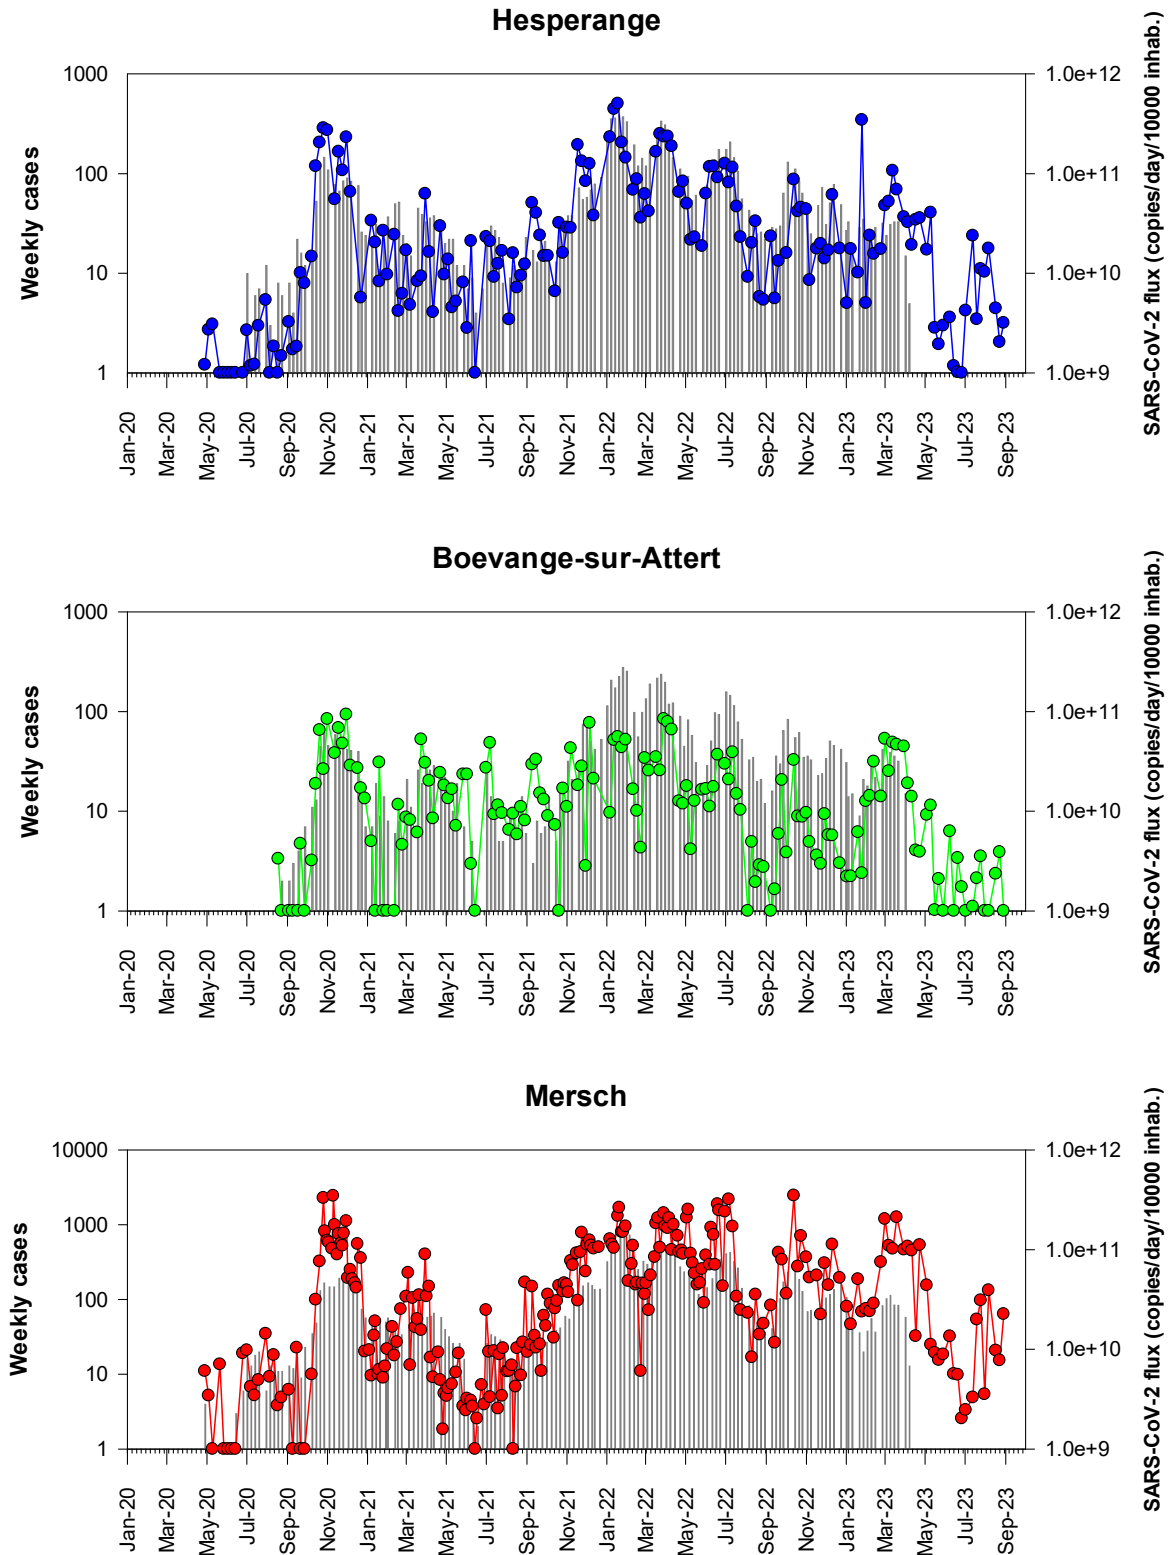 Hesperange
1000
100
10
1
1.0e+12
1.0e+11
1.0e+10
1.0e+9
Weekly cases
SARS-CoV-2 flux (copies/day/10000 inhab.)
Jan-20
Mar-20
May-20
Jul-20
Sep-20
Nov-20
Jan-21
Mar-21
May-21
Jul-21
Sep-21
Nov-21
Jan-22
Mar-22
May-22
Jul-22
Sep-22
Nov-22
Jan-23
Mar-23
May-23
Jul-23
Sep-23
Boevange-sur-Attert
1000
100
10
1
1.0e+12
1.0e+11
1.0e+10
1.0e+9
Weekly cases
SARS-CoV-2 flux (copies/day/10000 inhab.)
Jan-20
Mar-20
May-20
Jul-20
Sep-20
Nov-20
Jan-21
Mar-21
May-21
Jul-21
Sep-21
Nov-21
Jan-22
Mar-22
May-22
Jul-22
Sep-22
Nov-22
Jan-23
Mar-23
May-23
Jul-23
Sep-23
Mersch
10000
1000
100
10
1
1.0e+12
1.0e+11
1.0e+10
1.0e+9
Weekly cases
SARS-CoV-2 flux (copies/day/10000 inhab.)
Jan-20
Mar-20
May-20
Jul-20
Sep-20
Nov-20
Jan-21
Mar-21
May-21
Jul-21
Sep-21
Nov-21
Jan-22
Mar-22
May-22
Jul-22
Sep-22
Nov-22
Jan-23
Mar-23
May-23
Jul-23
Sep-23